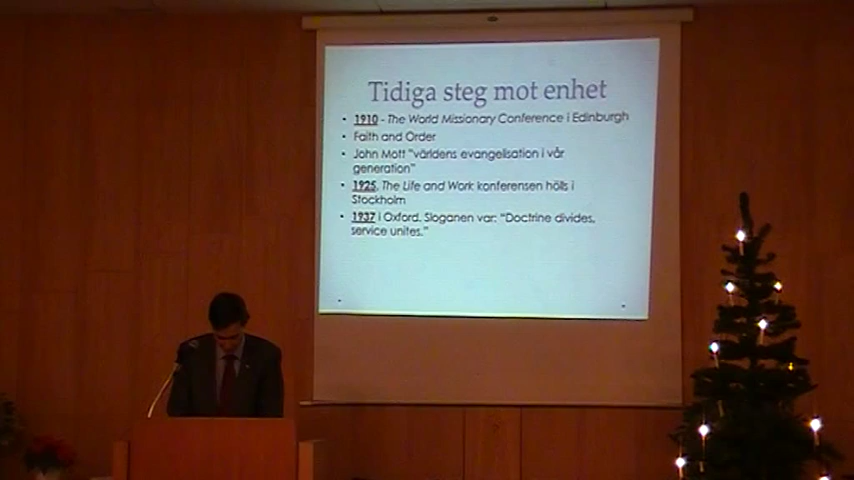 Tidiga steg mot enhet
• 1910 - The World Missionary Conference i Edinburgh
• Faith and Order
• John Mott "världens evangelisation i vår
generation"
• 1925, The Life and Work konferensen hölls i
Stockholm
• 1937 i Oxford. Sloganen var: "Doctrine divides,
service unites."